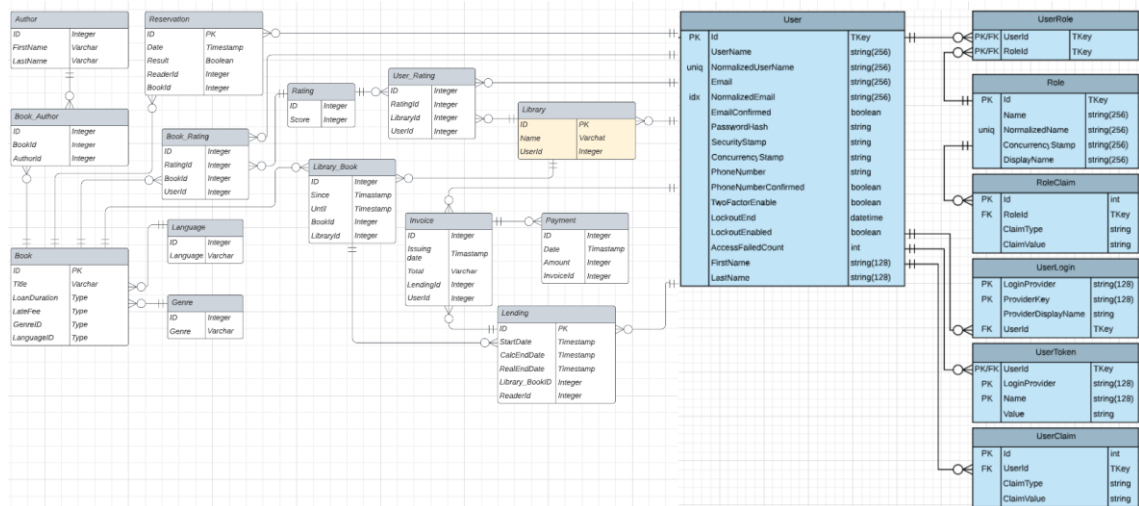 Author
ID Integer
FirstName Varchar
LastName Varchar
Reservation
ID PK
Date Timestamp
Result Boolean
ReaderId Integer
BookId Integer
Book_Author
ID Integer
BookId Integer
AuthorId Integer
Book_Rating
ID Integer
RatingId Integer
BookId Integer
UserId Integer
Rating
ID Integer
Score Integer
User_Rating
ID Integer
RatingId Integer
LibraryId Integer
UserId Integer
Library
ID PK
Name Varchat
UserId Integer
Library_Book
ID Integer
Since Timastamp
Until Timestamp
BookId Integer
LibraryId Integer
Language
ID Integer
Language Varchar
Book
ID PK
Title Varchar
LoanDuration Type
LateFee Type
GenreID Type
LanguageID Type
Genre
ID Integer
Genre Varchar
Invoice
ID Integer
Issuing
date Timastamp
Total Varchar
LendingId Integer
UserId Integer
Payment
ID Integer
Date Timastamp
Amount Integer
InvoiceId Integer
Lending
ID PK
StartDate Timestamp
CalcEndDate Timestamp
RealEndDate Timestamp
Library_BookID Integer
ReaderId Integer
User
PK Id TKey
UserName string(256)
uniq NormalizedUserName string(256)
Email string(256)
idx NormalizedEmail string(256)
EmailConfirmed boolean
PasswordHash string
SecurityStamp string
ConcurrencyStamp string
PhoneNumber string
PhoneNumberConfirmed boolean
TwoFactorEnable boolean
LockroutEnd datetime
LockroutEnabled boolean
AccessFailedCount int
FirstName string(128)
LastName string(128)
UserRole
PK/FK UserId TKey
PK/FK RoleId TKey
Role
PK Id TKey
Name string(256)
uniq NormalizedName string(256)
ConcurrencyStamp string(256)
DisplayName string(256)
RoleClaim
PK Id int
FK RoleId TKey
ClaimType string
ClaimValue string
UserLogin
PK LoginProvider string(128)
PK ProviderKey string(128)
ProviderDisplayName string
FK UserId TKey
UserToken
PK/FK UserId TKey
PK LoginProvider string(128)
PK Name string(128)
Value string
UserClaim
PK Id int
FK UserId TKey
ClaimType string
ClaimValue string